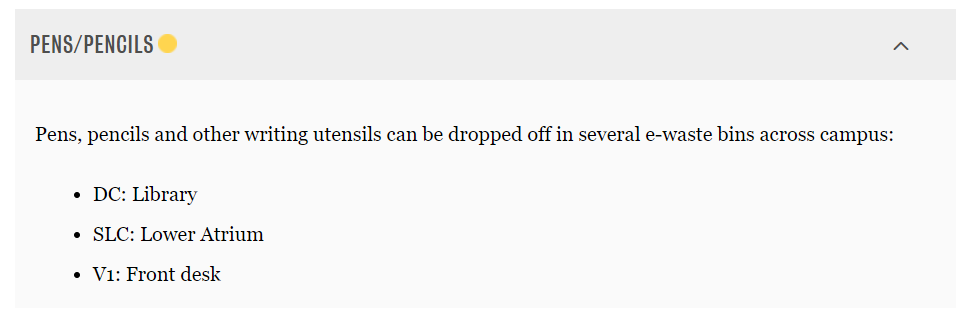 PENS/PENCILS
Pens, pencils and other writing utensils can be dropped off in several e-waste bins across campus:
• DC: Library
• SLC: Lower Atrium
• V1: Front desk